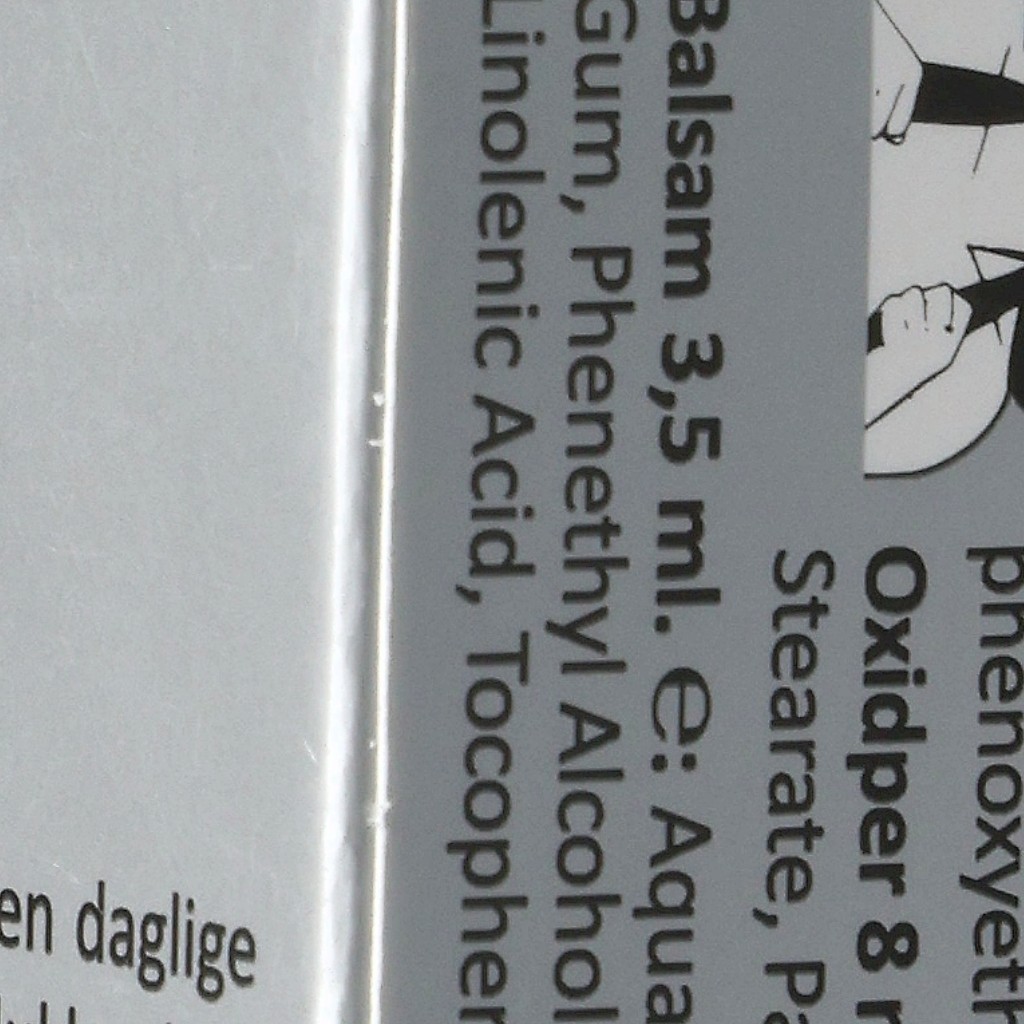 phenoxyeth
Oxidper 8
Stearate,
Balsam 3,5 ml. e: Aqua
Gum, Phenethyl Alcohol
Linolenic Acid, Tocopher
en daglige